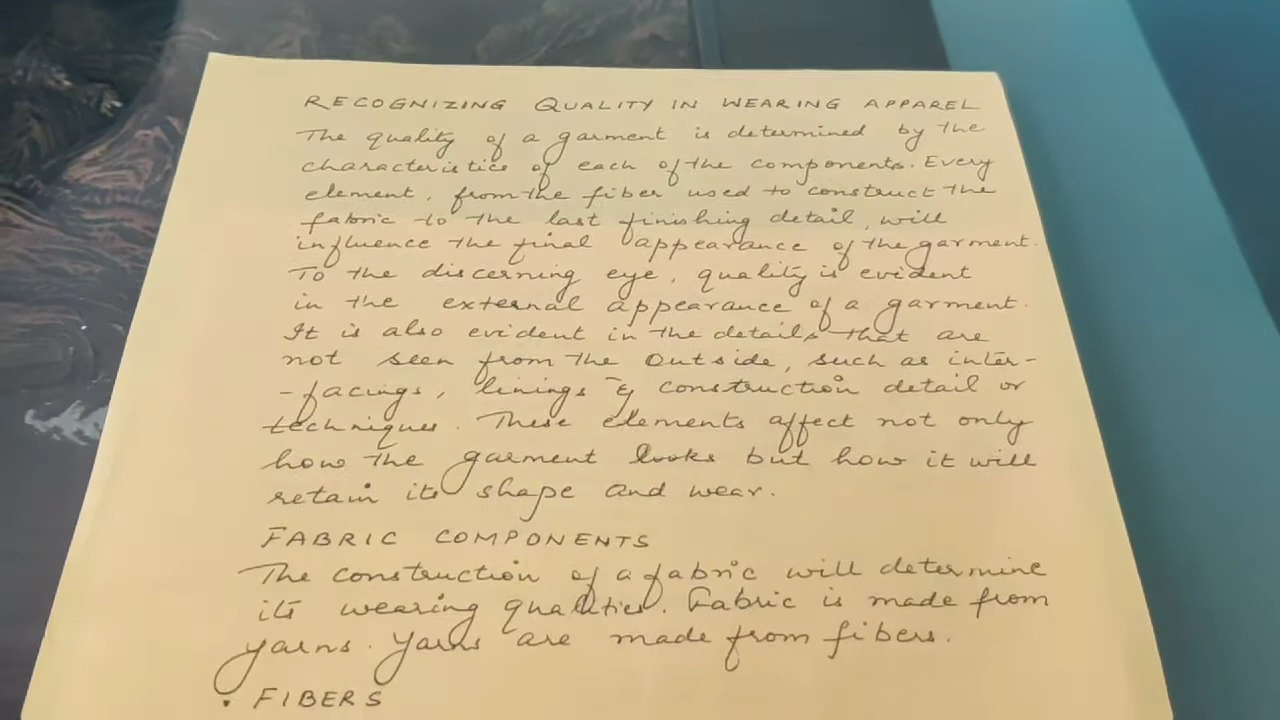 RECOGNIZING QUALITY IN WEARING APPAREL
The quality of a garment is determined by the
characteristics of each of the components. Every
element, from the fiber used to construct the
fabric to the last finishing detail, will
influence the final appearance of the garment.
To the discerning eye, quality is evident
in the external appearance of a garment.
It is also evident in the details that are
not seen from the outside, such as inter-
-facings, linings & construction detail or
techniques. These elements affect not only
how the garment looks but how it will
retain its shape and wear.
FABRIC COMPONENTS
The construction of a fabric will determine
its wearing qualities. Fabric is made from
yarns. Yarns are made from fibers.
• FIBERS